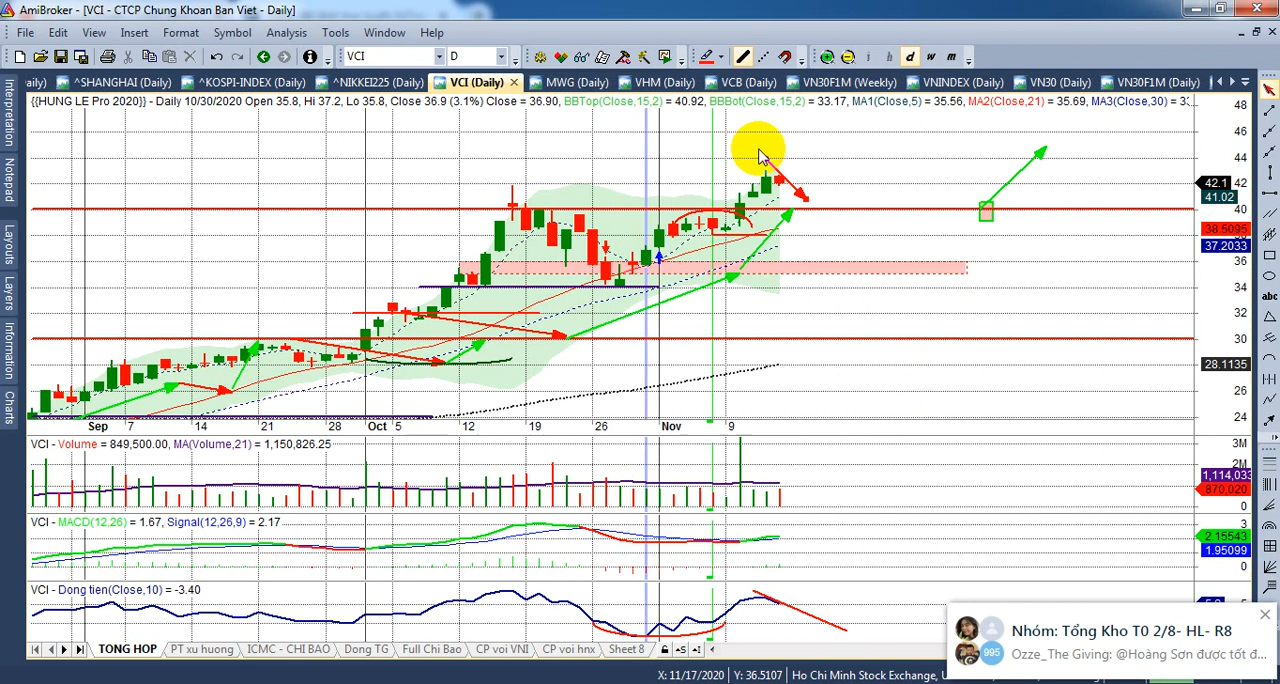 AmiBroker - [VCI - CTCP Chung Khoan Ban Viet - Daily]
File Edit View Insert Format Symbol Analysis Tools Window Help
VCI D i h d w m
aily) ^SHANGHAI (Daily) ^KOSPI-INDEX (Daily) ^NIKKEI225 (Daily) VCI (Daily) MWG (Daily) VHM (Daily) VCB (Daily) VN30F1M (Weekly) VNINDEX (Daily) VN30 (Daily) VN30F1M (Daily)
{{HUNG LE Pro 2020}} - Daily 10/30/2020 Open 35.8, Hi 37.2, Lo 35.8, Close 36.9 (3.1%) Close = 36.90, BBTop(Close,15,2) = 40.92, BBBot(Close,15,2) = 33.17, MA1(Close,5) = 35.56, MA2(Close,21) = 35.69, MA3(Close,30) = 3
Interpretation
Notepad
Layouts
Layers
Information
Charts
48
46
44
42
42.1
41.02
40
38.5095
38
37.2033
36
34
32
30
28.1135
26
24
abc
Sep 7 14 21 28 Oct 5 12 19 26 Nov 9
VCI - Volume = 849,500.00, MA(Volume,21) = 1,150,826.25
3M
2M
1,114,033
870,020
VCI - MACD(12,26) = 1.67, Signal(12,26,9) = 2.17
3
2.15543
1.95099
0
VCI - Dong tien(Close,10) = -3.40
5
Nhóm: Tổng Kho T0 2/8- HL- R8
995 Ozze_The Giving: @Hoàng Sơn được tốt đ...
TONG HOP PT xu huong ICMC - CHI BAO Dong TG Full Chi Bao CP voi VNI CP voi hnx Sheet 8
X: 11/17/2020 Y: 36.5107 Ho Chi Minh Stock Exchange, U